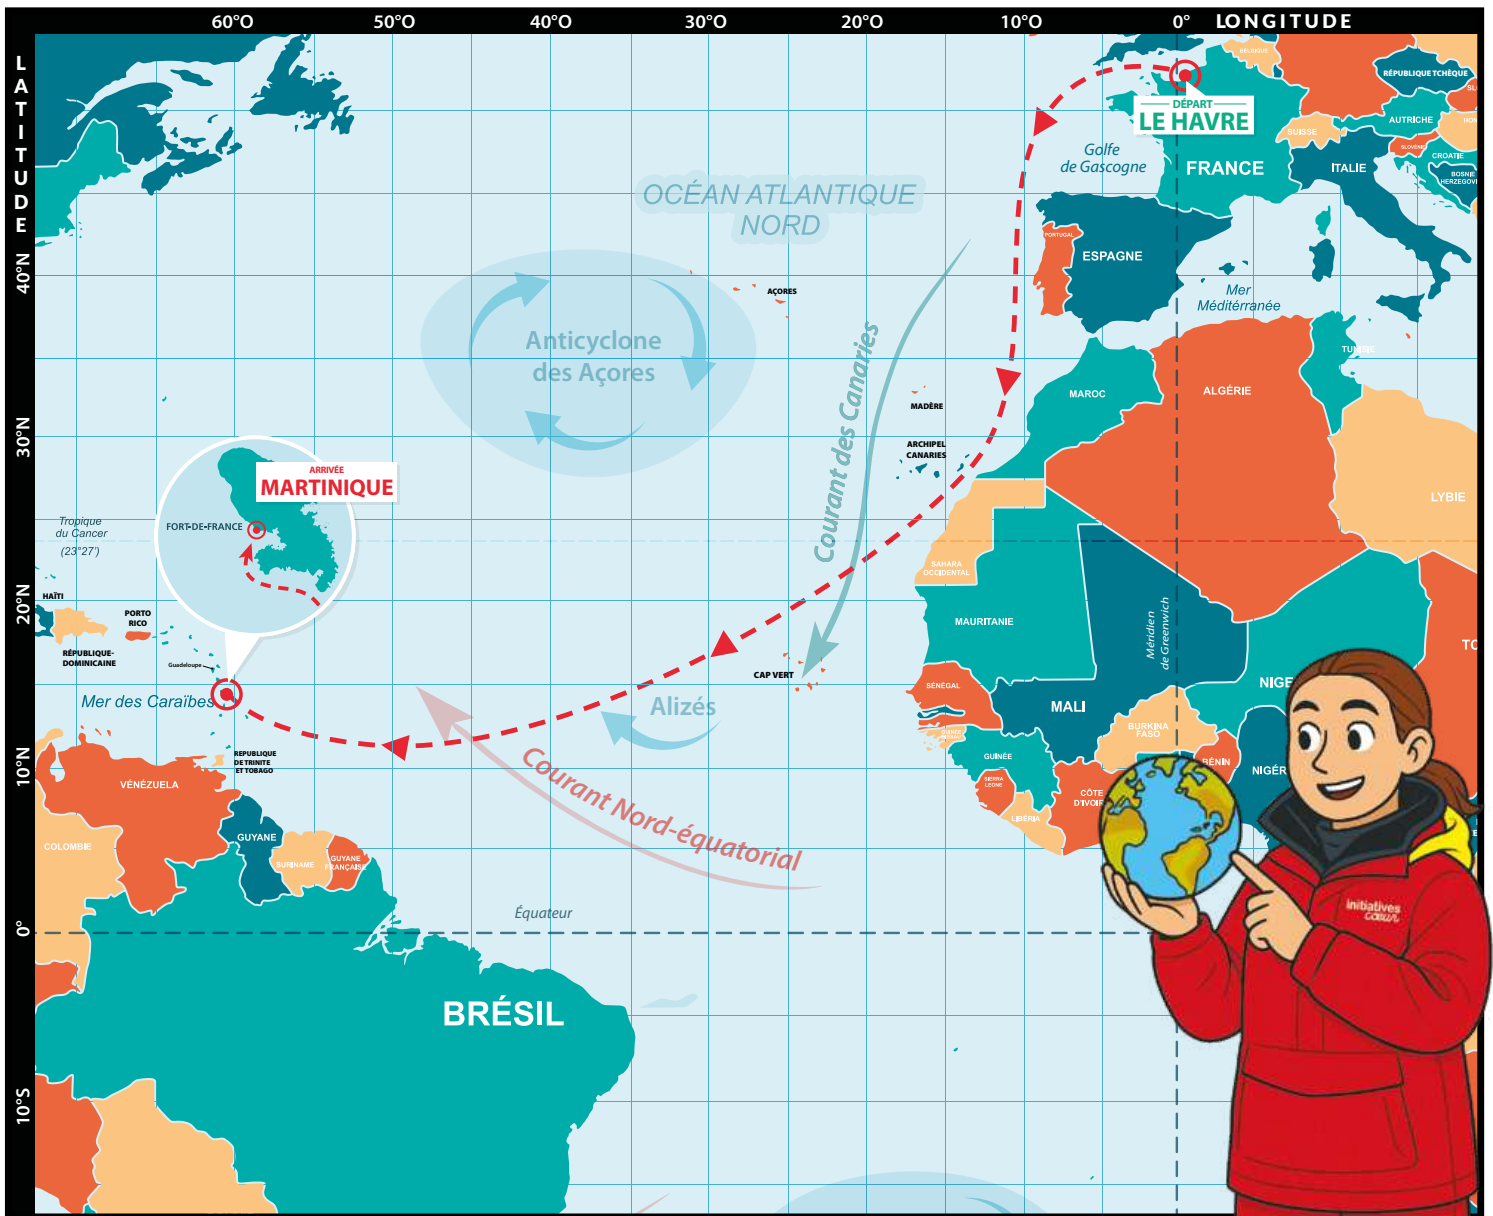 60°O 50°O 40°O 30°O 20°O 10°O 0° LONGITUDE
LATITUDE
40°N
30°N
20°N
10°N
0°
10°S
BELGIQUE
RÉPUBLIQUE TCHÈQUE
DÉPART
LE HAVRE
AUTRICHE
SUISSE
SLOVÉNIE
CROATIE
BOSNIE
HERZEGOVI
ITALIE
FRANCE
Golfe
de Gascogne
OCÉAN ATLANTIQUE
NORD
PORTUGAL
ESPAGNE
Mer
Méditérranée
AÇORES
Anticyclone
des Açores
Courant des Canaries
TUNISIE
MAROC
ALGÉRIE
MADÈRE
ARCHIPEL
CANARIES
LYBIE
ARRIVÉE
MARTINIQUE
FORT-DE-FRANCE
Tropique
du Cancer
(23°27')
SAHARA
OCCIDENTAL
HAÏTI
PORTO
RICO
RÉPUBLIQUE-
DOMINICAINE
Guadeloupe
MAURITANIE
Méridien
de Greenwich
CAP VERT
SÉNÉGAL
Mer des Caraïbes
Alizés
MALI
NIGE
TC
BURKINA
FASO
GUINÉE
BÉNIN
NIGÉR
SIERRA
LEONE
CÔTE
D'IVOIR
LIBÉRIA
REPUBLIQUE
DE TRINITE
ET TOBAGO
VÉNÉZUELA
Courant Nord-équatorial
COLOMBIE
GUYANE
SURINAME
GUYANE
FRANÇAISE
Équateur
BRÉSIL
initiatives
cœur